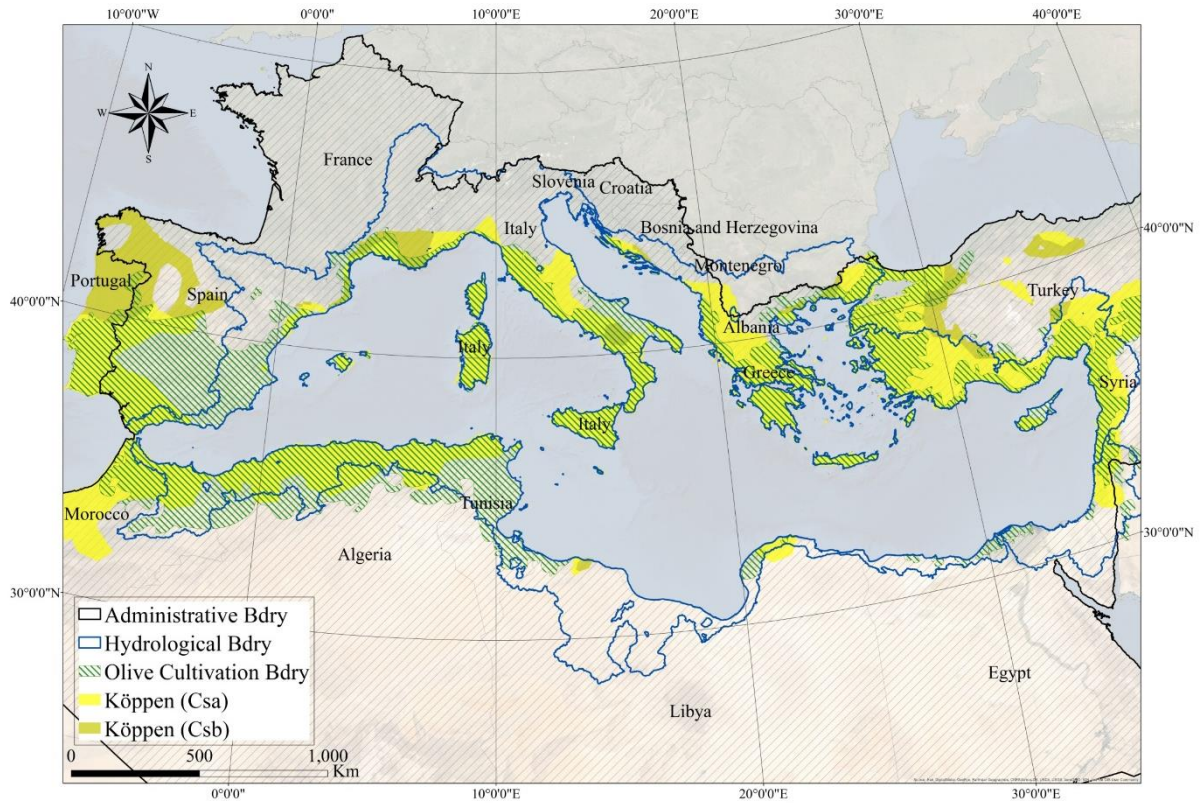 10°0'0"W 0°0'0"E 10°0'0"E 20°0'0"E 30°0'0"E 40°0'0"E
N
W E
S
France
Slovenia
Croatia
Italy
Bosnia and Herzegovina
40°0'0"N
Montenegro
Portugal
Spain
Turkey
40°0'0"N
Albania
Italy
Greece
Syria
Italy
Morocco
Tunisia
30°0'0"N
Algeria
30°0'0"N
Egypt
Libya
Administrative Bdry
Hydrological Bdry
Olive Cultivation Bdry
Köppen (Csa)
Köppen (Csb)
0 500 1,000
Km
0°0'0" 10°0'0"E 20°0'0"E 30°0'0"E